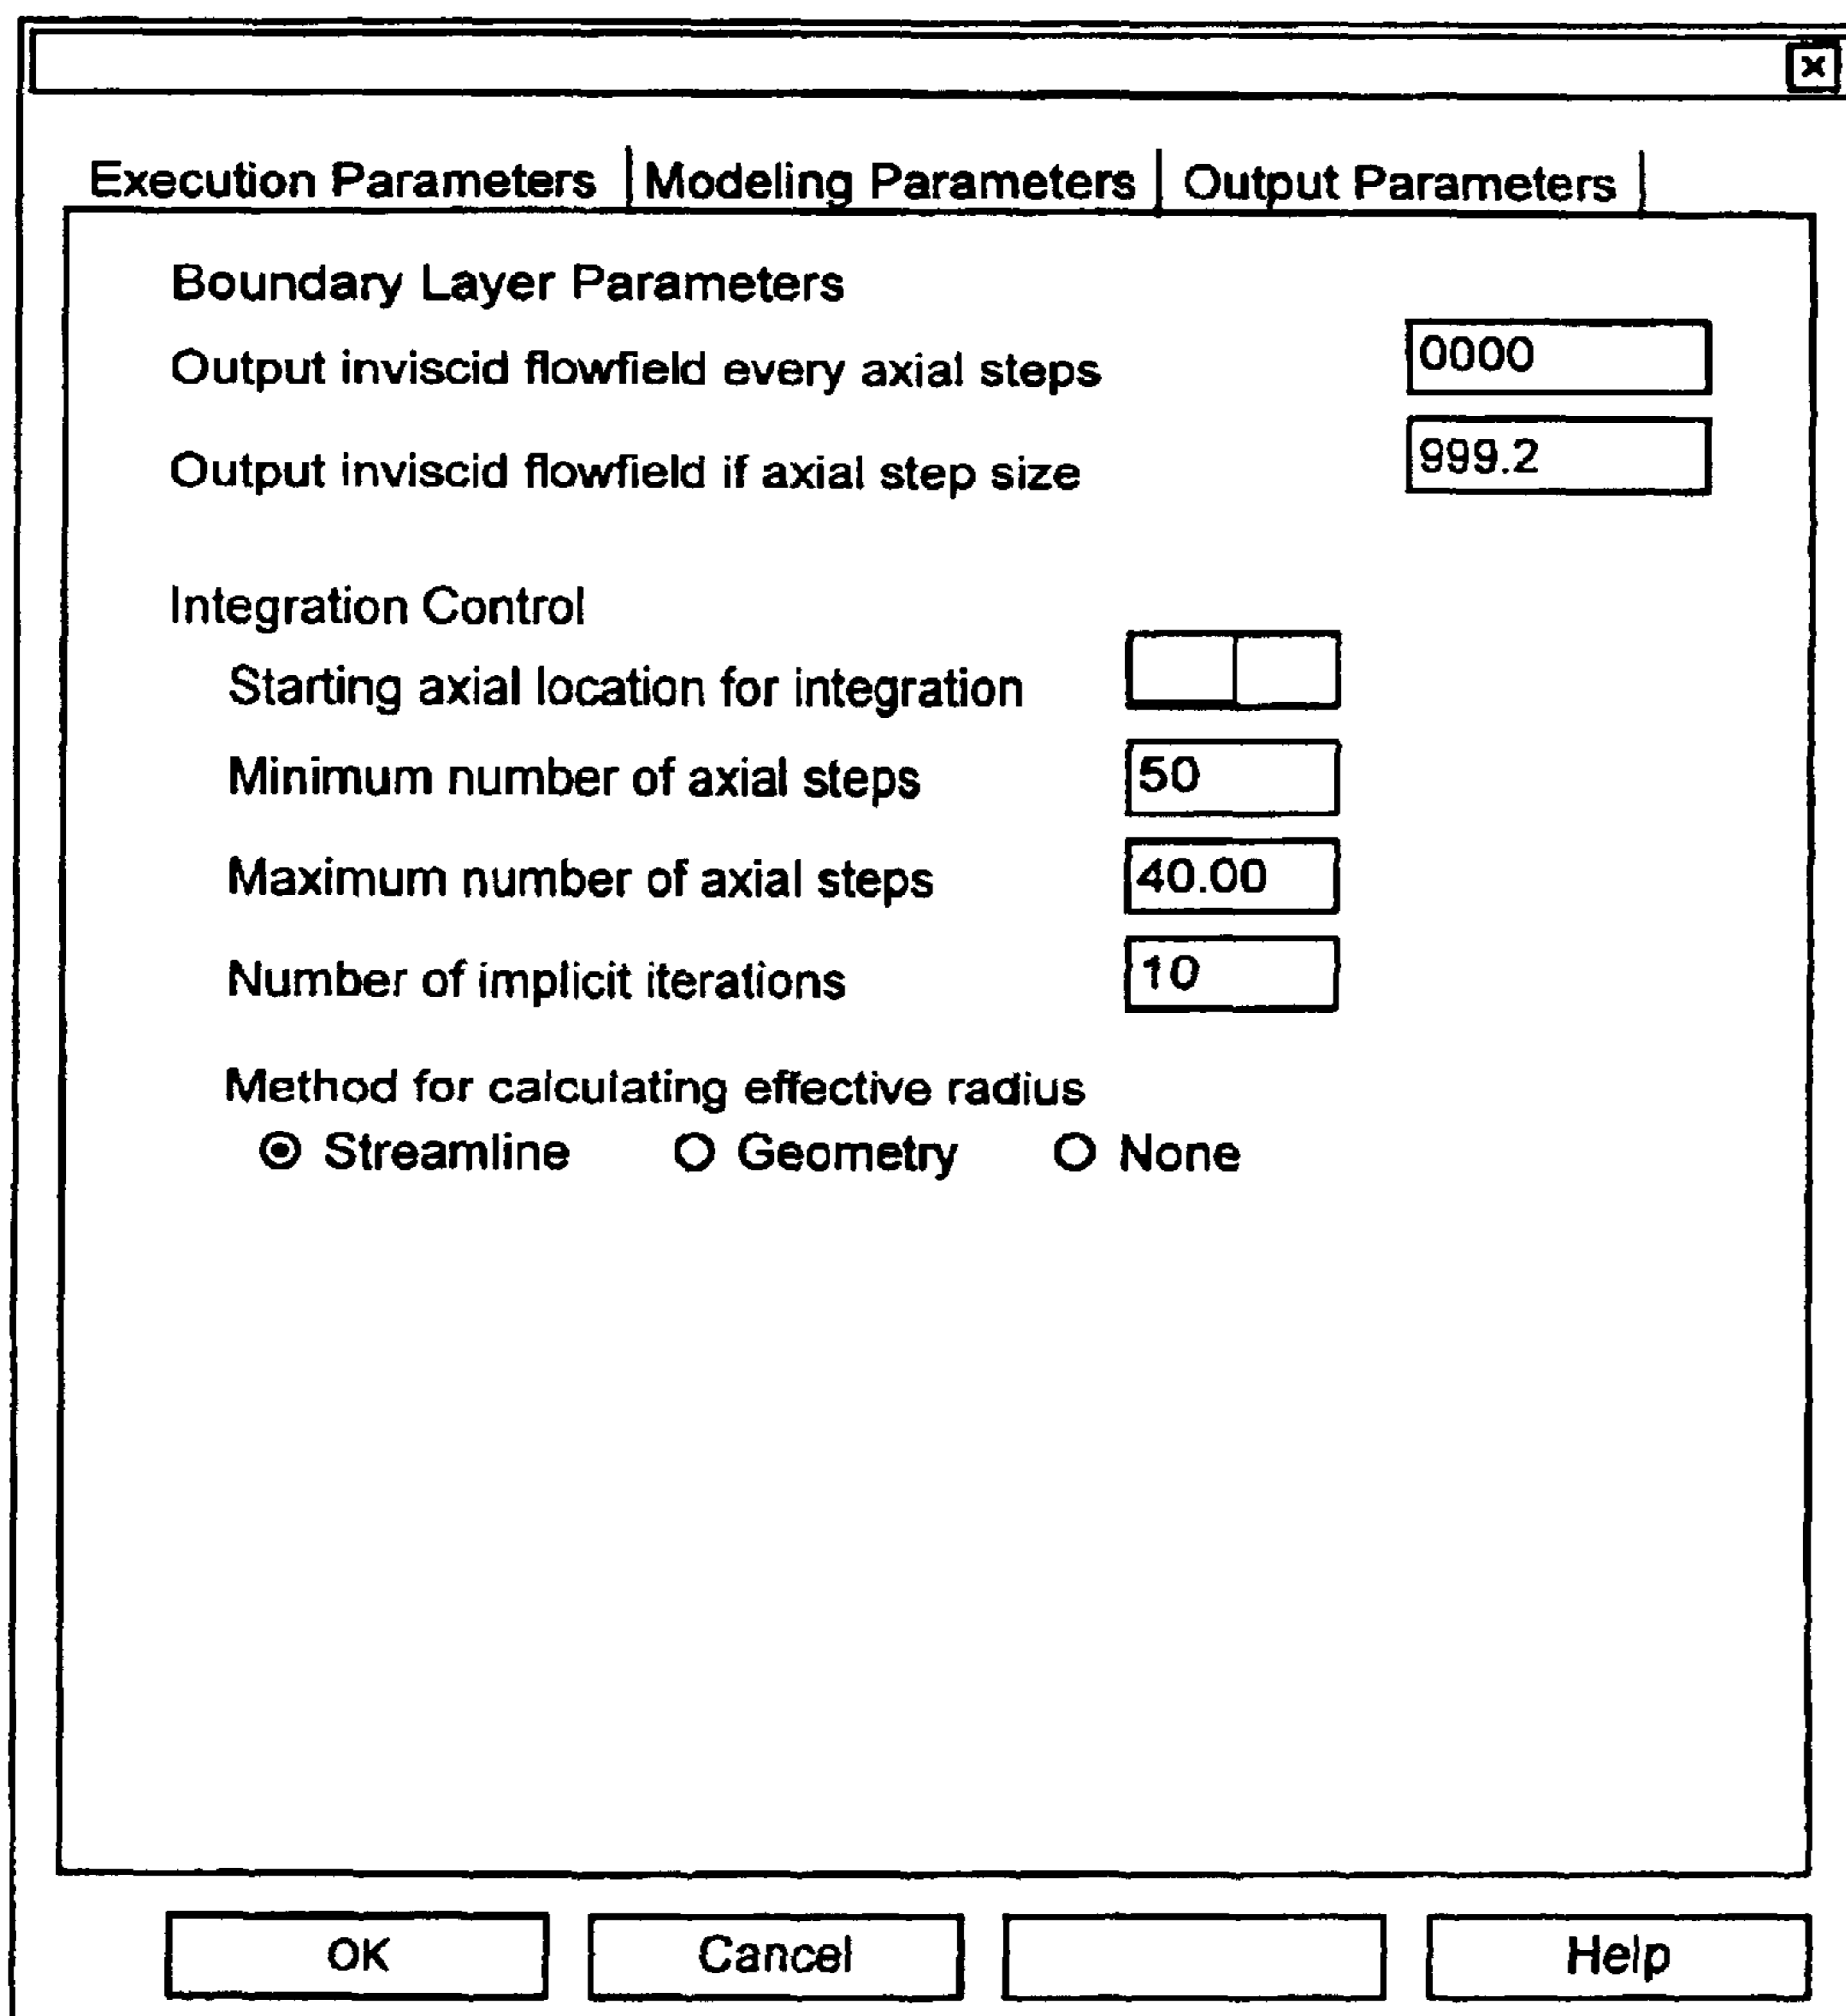 x
Execution Parameters Modeling Parameters Output Parameters
Boundary Layer Parameters
Output inviscid flowfield every axial steps 0000
Output inviscid flowfield if axial step size 999.2
Integration Control
Starting axial location for integration
Minimum number of axial steps 50
Maximum number of axial steps 40.00
Number of implicit iterations 10
Method for calculating effective radius
Streamline Geometry None
OK Cancel Help